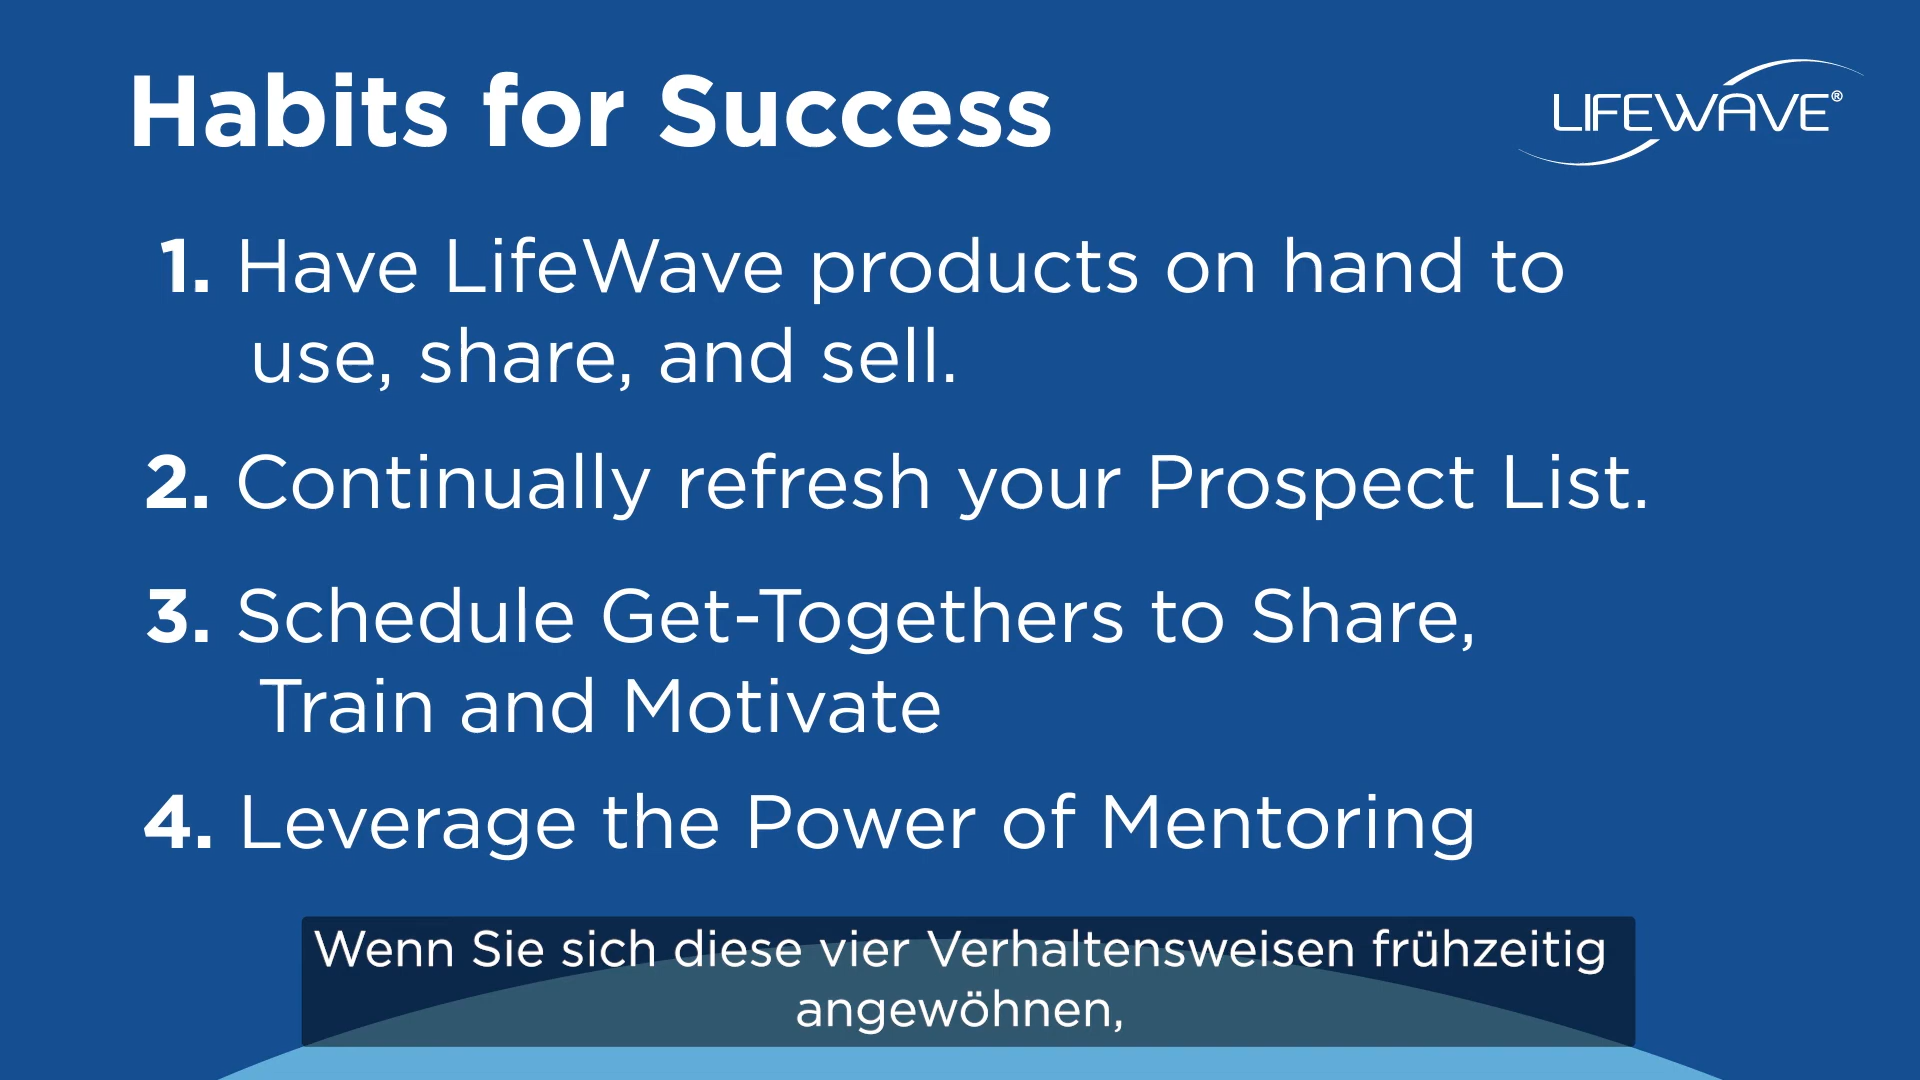 Habits for Success
LIFEWAVE®
1. Have LifeWave products on hand to
use, share, and sell.
2. Continually refresh your Prospect List.
3. Schedule Get-Togethers to Share,
Train and Motivate
4. Leverage the Power of Mentoring
Wenn Sie sich diese vier Verhaltensweisen frühzeitig
angewöhnen,